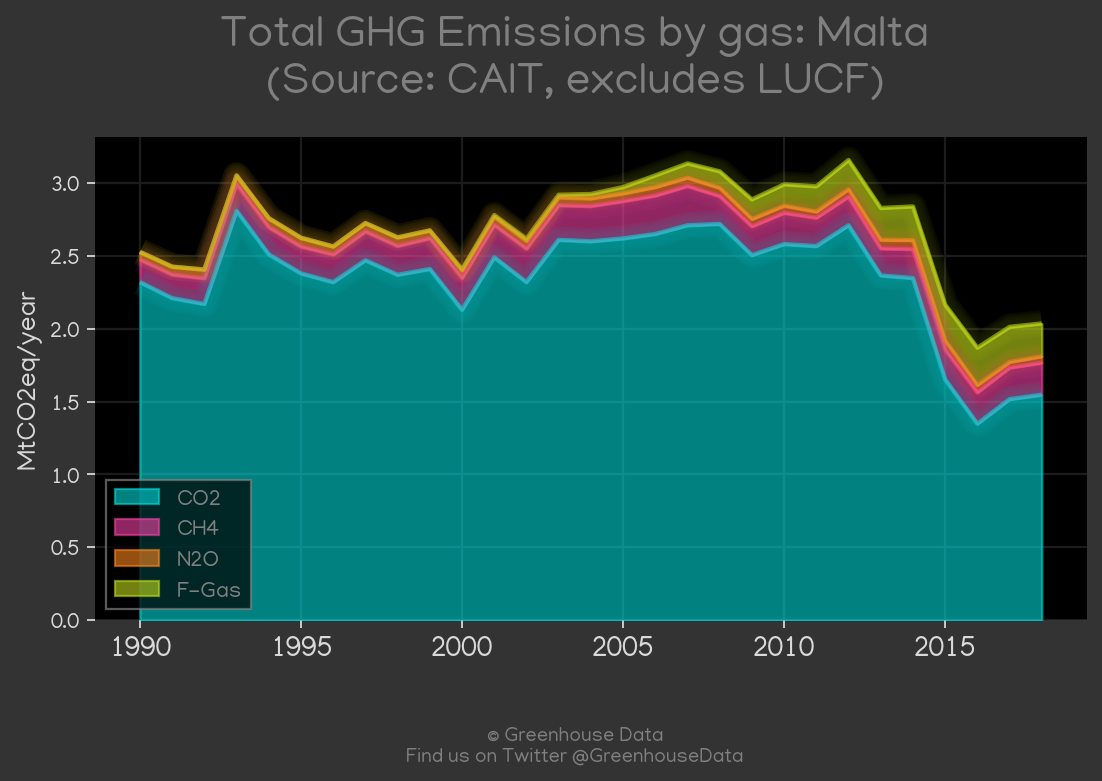 Total GHG Emissions by gas: Malta
(Source: CAIT, excludes LUCF)
MtCO2eq/year
3.0
2.5
2.0
1.5
1.0
0.5
0.0
CO2
CH4
N2O
F-Gas
1990 1995 2000 2005 2010 2015
© Greenhouse Data
Find us on Twitter @GreenhouseData